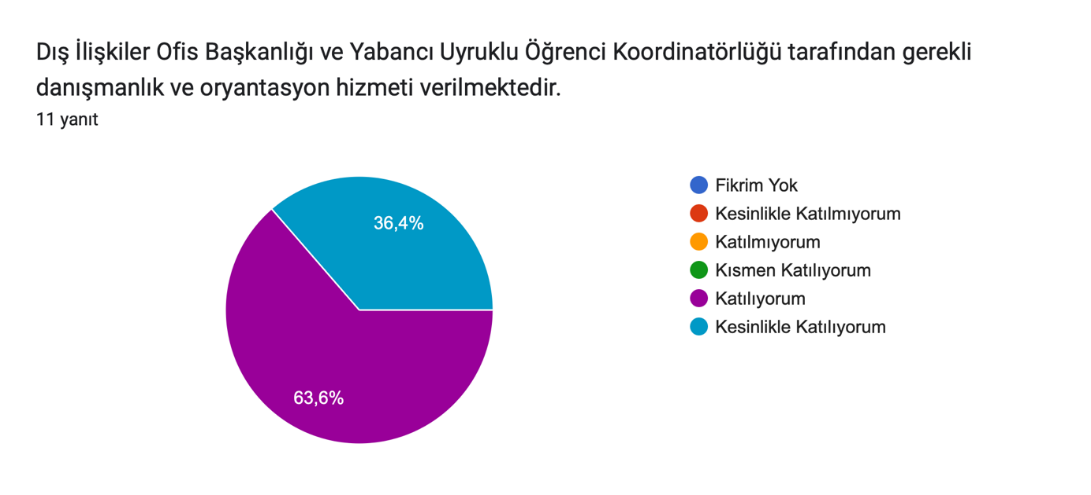 Dış İlişkiler Ofis Başkanlığı ve Yabancı Uyruklu Öğrenci Koordinatörlüğü tarafından gerekli
danışmanlık ve oryantasyon hizmeti verilmektedir.
11 yanıt
36,4%
63,6%
Fikrim Yok
Kesinlikle Katılmıyorum
Katılmıyorum
Kısmen Katılıyorum
Katılıyorum
Kesinlikle Katılıyorum